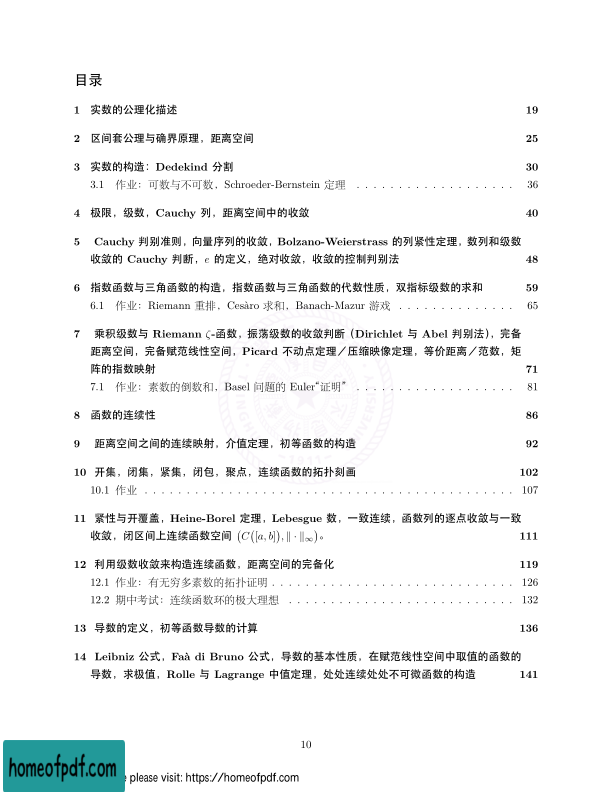 目录
1 实数的公理化描述 19
2 区间套公理与确界原理，距离空间 25
3 实数的构造：Dedekind 分割 30
3.1 作业：可数与不可数，Schroeder-Bernstein 定理 . . . . . . . . . . . . . . . . . . . 36
4 极限，级数，Cauchy 列，距离空间中的收敛 40
5 Cauchy 判别准则，向量序列的收敛，Bolzano-Weierstrass 的列紧性定理，数列和级数
收敛的 Cauchy 判断，e 的定义，绝对收敛，收敛的控制判别法 48
6 指数函数与三角函数的构造，指数函数与三角函数的代数性质，双指标级数的求和 59
6.1 作业：Riemann 重排，Cesàro 求和，Banach-Mazur 游戏 . . . . . . . . . . . . . . 65
7 乘积级数与 Riemann ζ-函数，振荡级数的收敛判断（Dirichlet 与 Abel 判别法），完备
距离空间，完备赋范线性空间，Picard 不动点定理／压缩映像定理，等价距离／范数，矩
阵的指数映射 71
7.1 作业：素数的倒数和，Basel 问题的 Euler“证明” . . . . . . . . . . . . . . . . . . . 81
8 函数的连续性 86
9 距离空间之间的连续映射，介值定理，初等函数的构造 92
10 开集，闭集，紧集，闭包，聚点，连续函数的拓扑刻画 102
10.1 作业 . . . . . . . . . . . . . . . . . . . . . . . . . . . . . . . . . . . . . . . . . . . . 107
11 紧性与开覆盖，Heine-Borel 定理，Lebesgue 数，一致连续，函数列的逐点收敛与一致
收敛，闭区间上连续函数空间 (C([a, b]), ‖ · ‖∞)。 111
12 利用级数收敛来构造连续函数，距离空间的完备化 119
12.1 作业：有无穷多素数的拓扑证明 . . . . . . . . . . . . . . . . . . . . . . . . . . . . . 126
12.2 期中考试：连续函数环的极大理想 . . . . . . . . . . . . . . . . . . . . . . . . . . . 132
13 导数的定义，初等函数导数的计算 136
14 Leibniz 公式，Faà di Bruno 公式，导数的基本性质，在赋范线性空间中取值的函数的
导数，求极值，Rolle 与 Lagrange 中值定理，处处连续处处不可微函数的构造 141
10
homeofpdf.com
please visit: https://homeofpdf.com